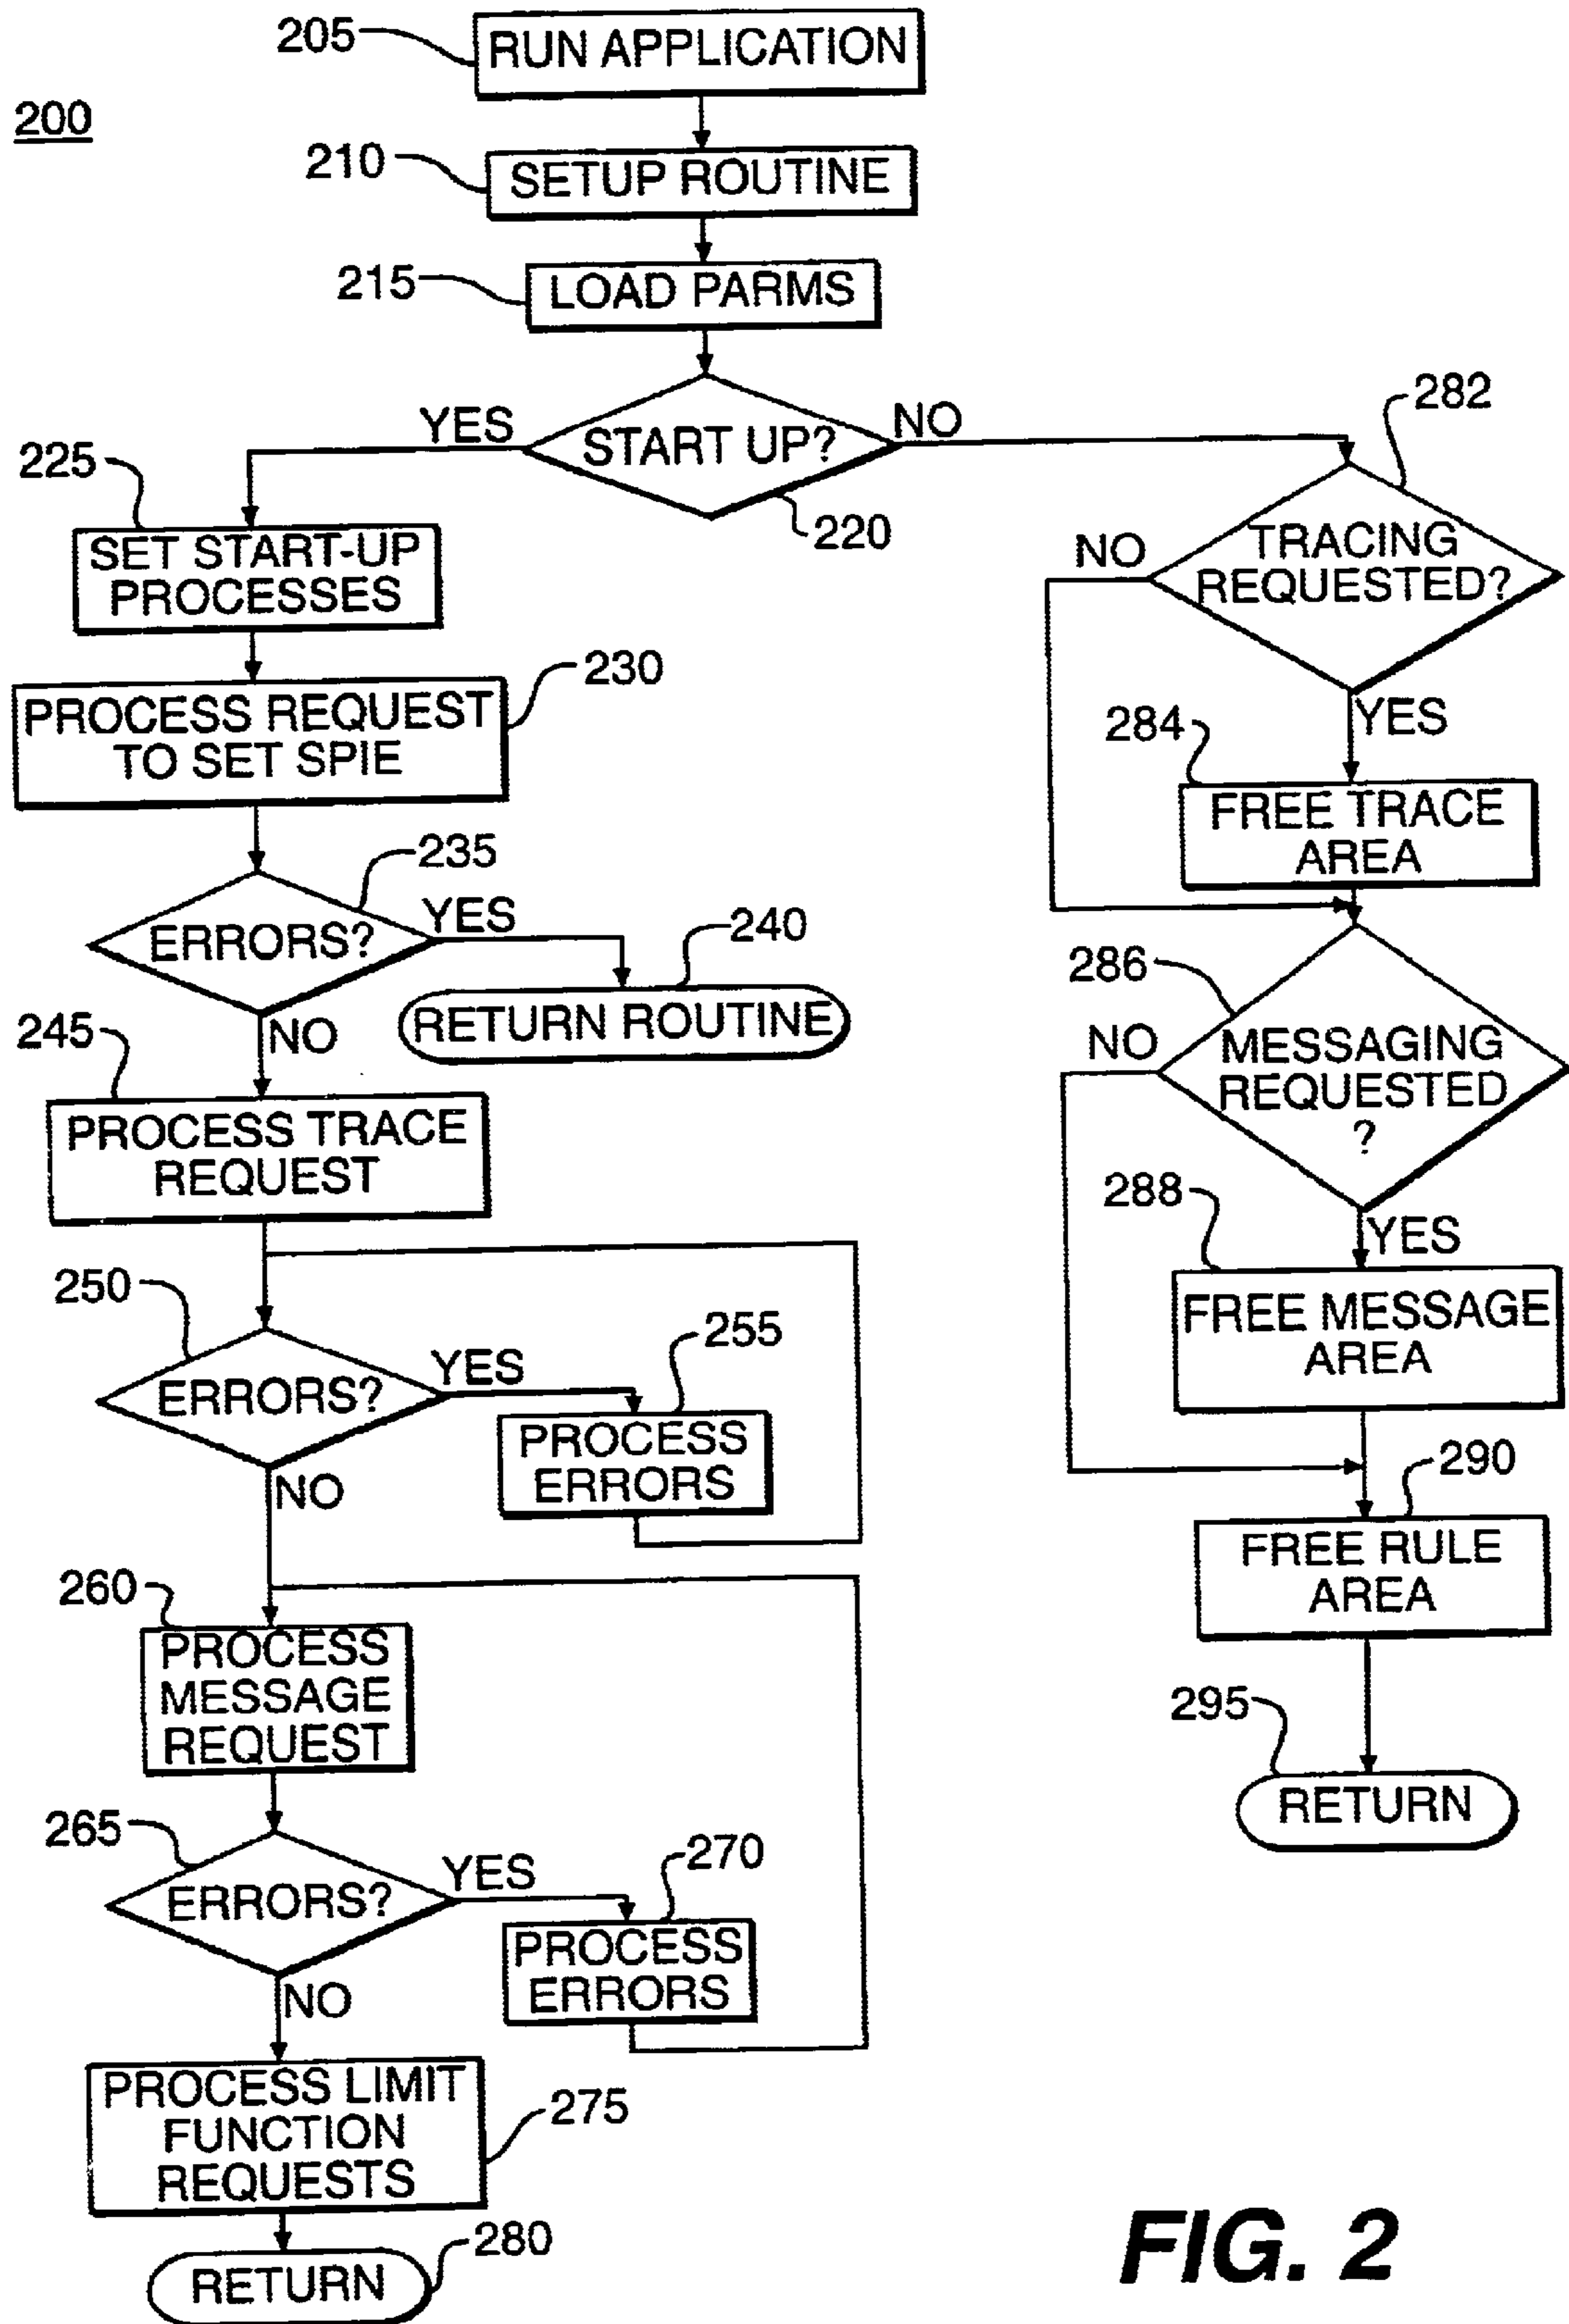 205
RUN APPLICATION
200
210
SETUP ROUTINE
215
LOAD PARMS
YES
START UP?
NO
220
225
SET START-UP
PROCESSES
230
PROCESS REQUEST
TO SET SPIE
235
ERRORS?
YES
240
RETURN ROUTINE
NO
245
PROCESS TRACE
REQUEST
250
ERRORS?
YES
255
PROCESS
ERRORS
NO
260
PROCESS
MESSAGE
REQUEST
265
ERRORS?
YES
270
PROCESS
ERRORS
NO
PROCESS LIMIT
FUNCTION
REQUESTS
275
RETURN
280
282
NO
TRACING
REQUESTED?
YES
284
FREE TRACE
AREA
286
NO
MESSAGING
REQUESTED
?
288
YES
FREE MESSAGE
AREA
290
FREE RULE
AREA
295
RETURN
FIG. 2